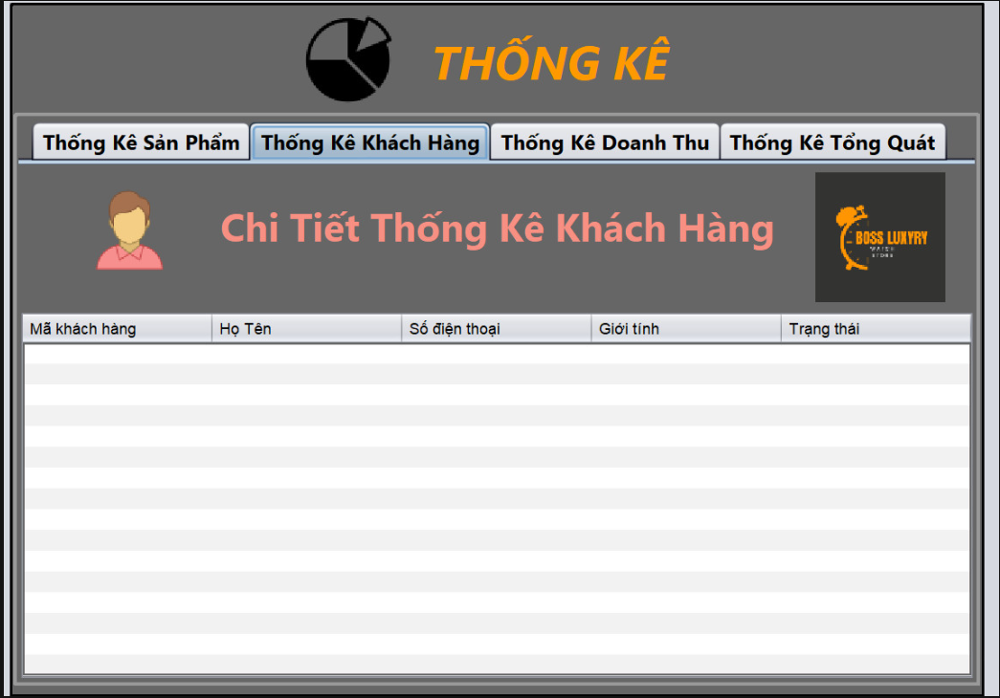 THỐNG KÊ
Thống Kê Sản Phẩm Thống Kê Khách Hàng Thống Kê Doanh Thu Thống Kê Tổng Quát
Chi Tiết Thống Kê Khách Hàng
BOSS LUXYRY
WATCH
STORE
Mã khách hàng Họ Tên Số điện thoại Giới tính Trạng thái